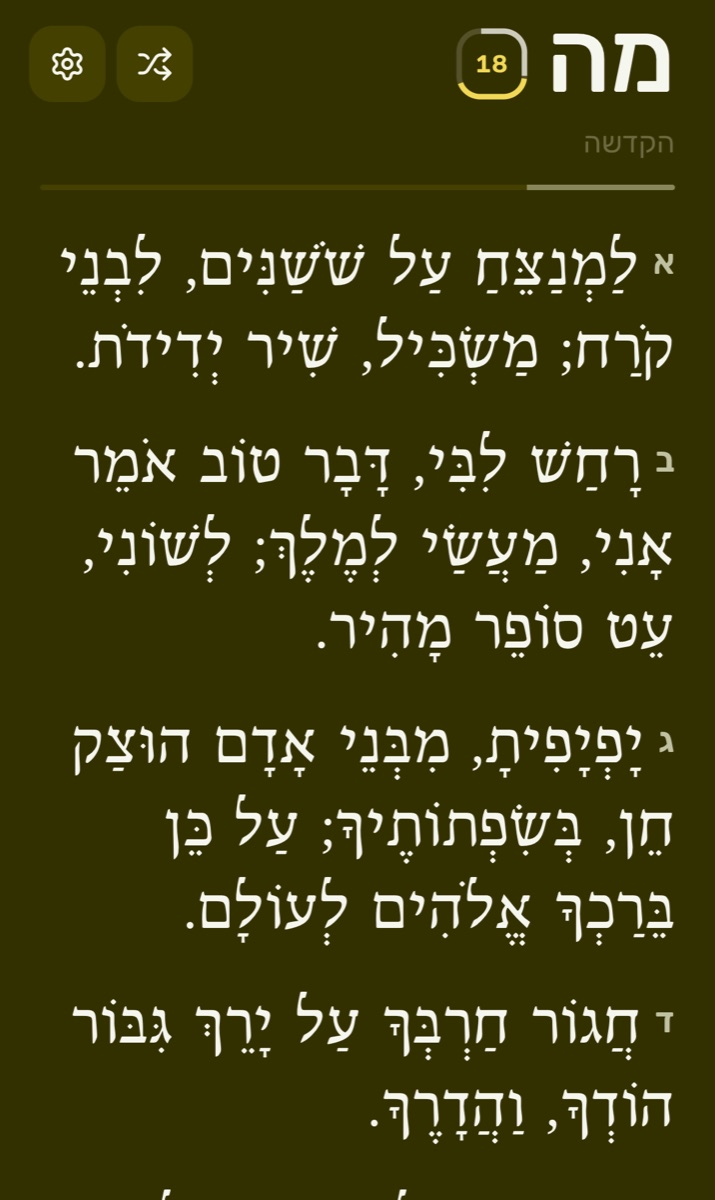 מה 18
הקדשה
א לַמְנַצֵּחַ עַל שֹׁשַׁנִּים, לִבְנֵי
קֹרַח; מַשְׂכִּיל, שִׁיר יְדִידֹת.
ב רָחַשׁ לִבִּי, דָּבָר טוֹב אֹמֵר
אָנִי, מַעֲשַׂי לְמֶלֶךְ; לְשׁוֹנִי,
עֵט סוֹפֵר מָהִיר.
ג יָפְיָפִיתָ, מִבְּנֵי אָדָם הוּצַק
חֵן, בְּשִׂפְתוֹתֶיךָ; עַל כֵּן
בֵּרַכְךָ אֱלֹהִים לְעוֹלָם.
ד חֲגוֹר חַרְבְּךָ עַל יָרֵךְ גִּבּוֹר
הוֹדְךָ, וַהֲדָרֶךָ.